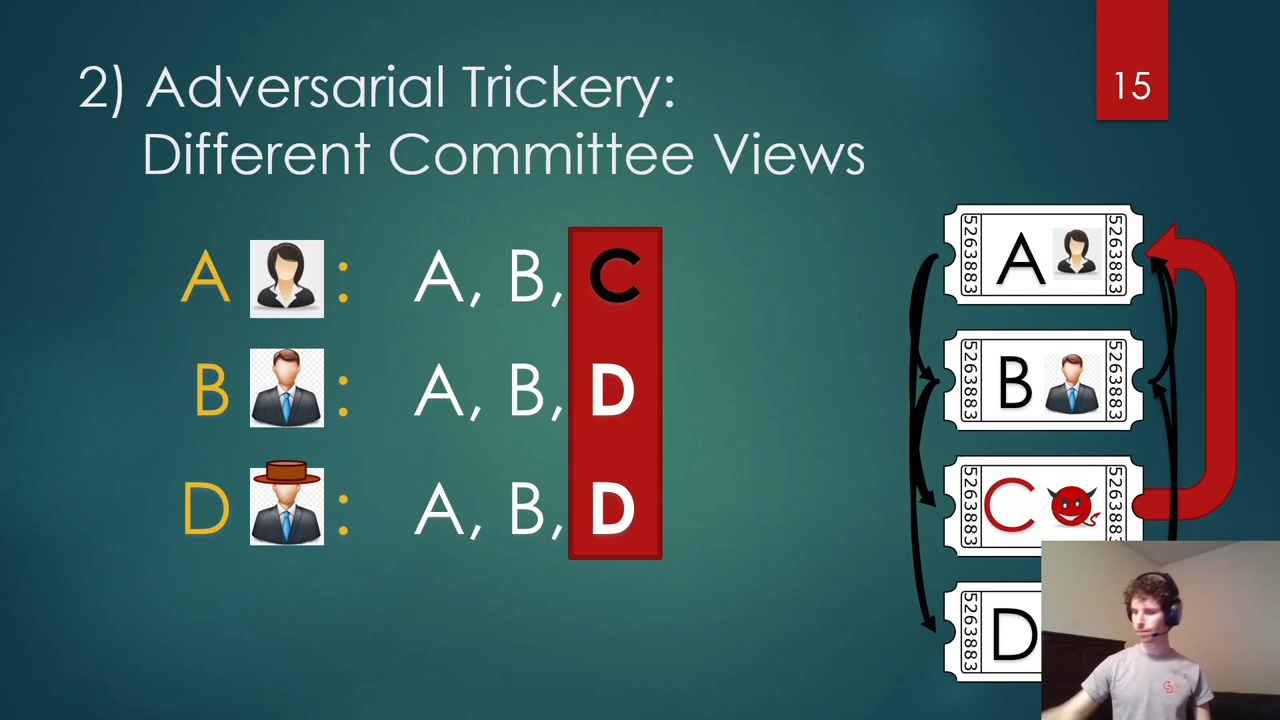 2) Adversarial Trickery:
Different Committee Views
15
A : A, B, C
B : A, B, D
D : A, B, D
5263883 A 5263883
5263883 B 5263883
5263883 C 5263883
5263883 D